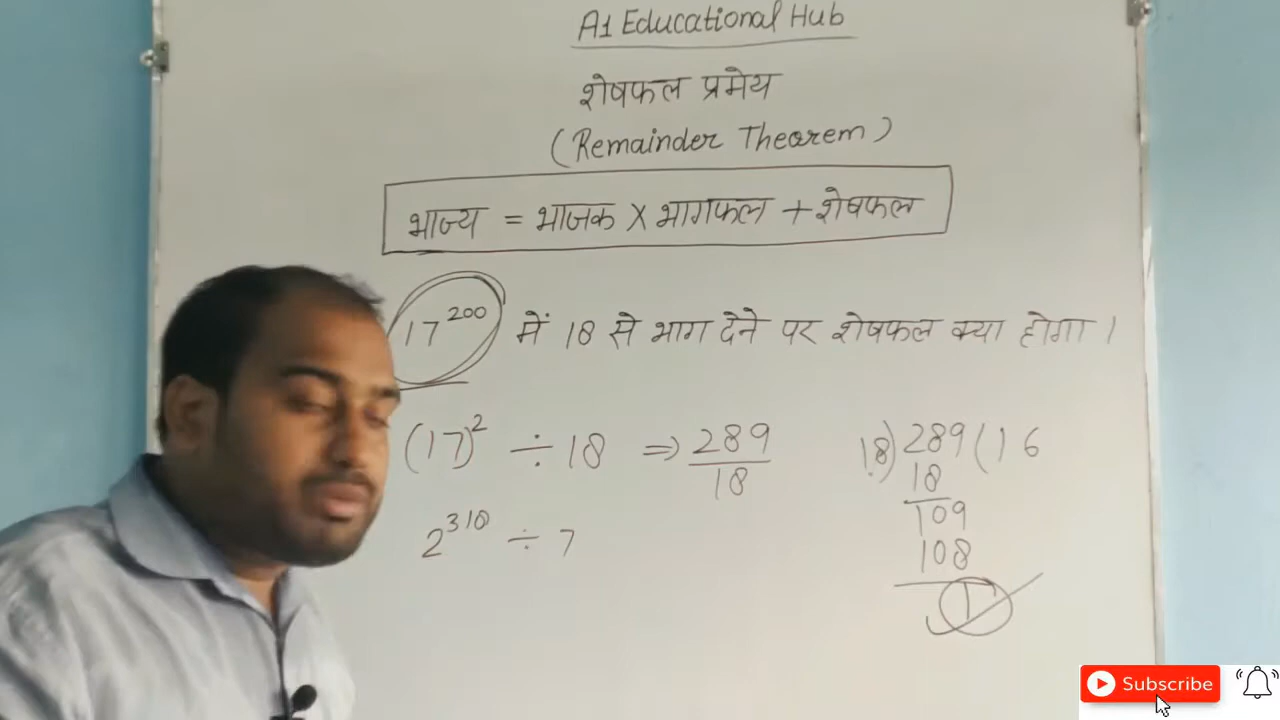 A1 Educational Hub
शेषफल प्रमेय
(Remainder Theorem)
भाज्य = भाजक × भागफल + शेषफल
17^200 में 18 से भाग देने पर शेषफल क्या होगा ।
(17)^2 ÷ 18 ⇒ 289/18
18) 289 (16
18
109
108
1
2^318 ÷ 7
Subscribe